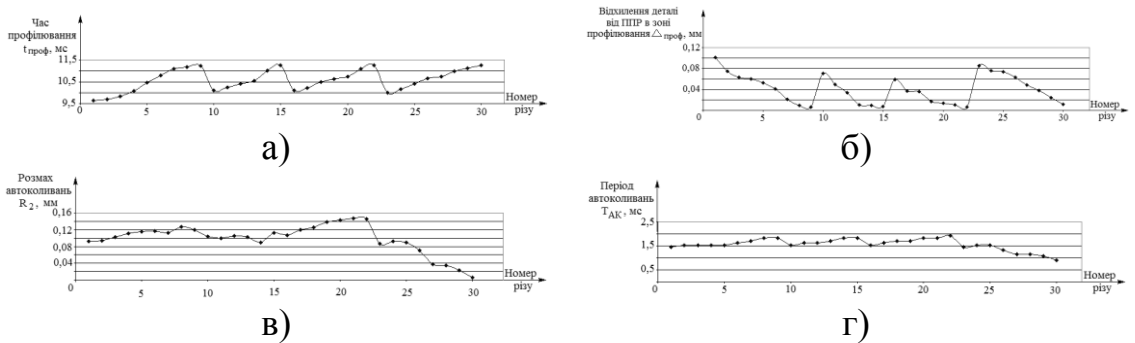 Час
профілювання
tпроф, мс
11,5
10,5
9,5
0
5
10
15
20
25
30
Номер
різу
а)
Відхилення деталі
від ППР в зоні
профілювання △проф, мм
0,12
0,08
0,04
0
5
10
15
20
25
30
Номер
різу
б)
Розмах
автоколивань
R2, мм
0,16
0,12
0,08
0,04
0
5
10
15
20
25
30
Номер
різу
в)
Період
автоколивань
TАК, мс
2,5
1,5
0,5
0
5
10
15
20
25
30
Номер
різу
г)